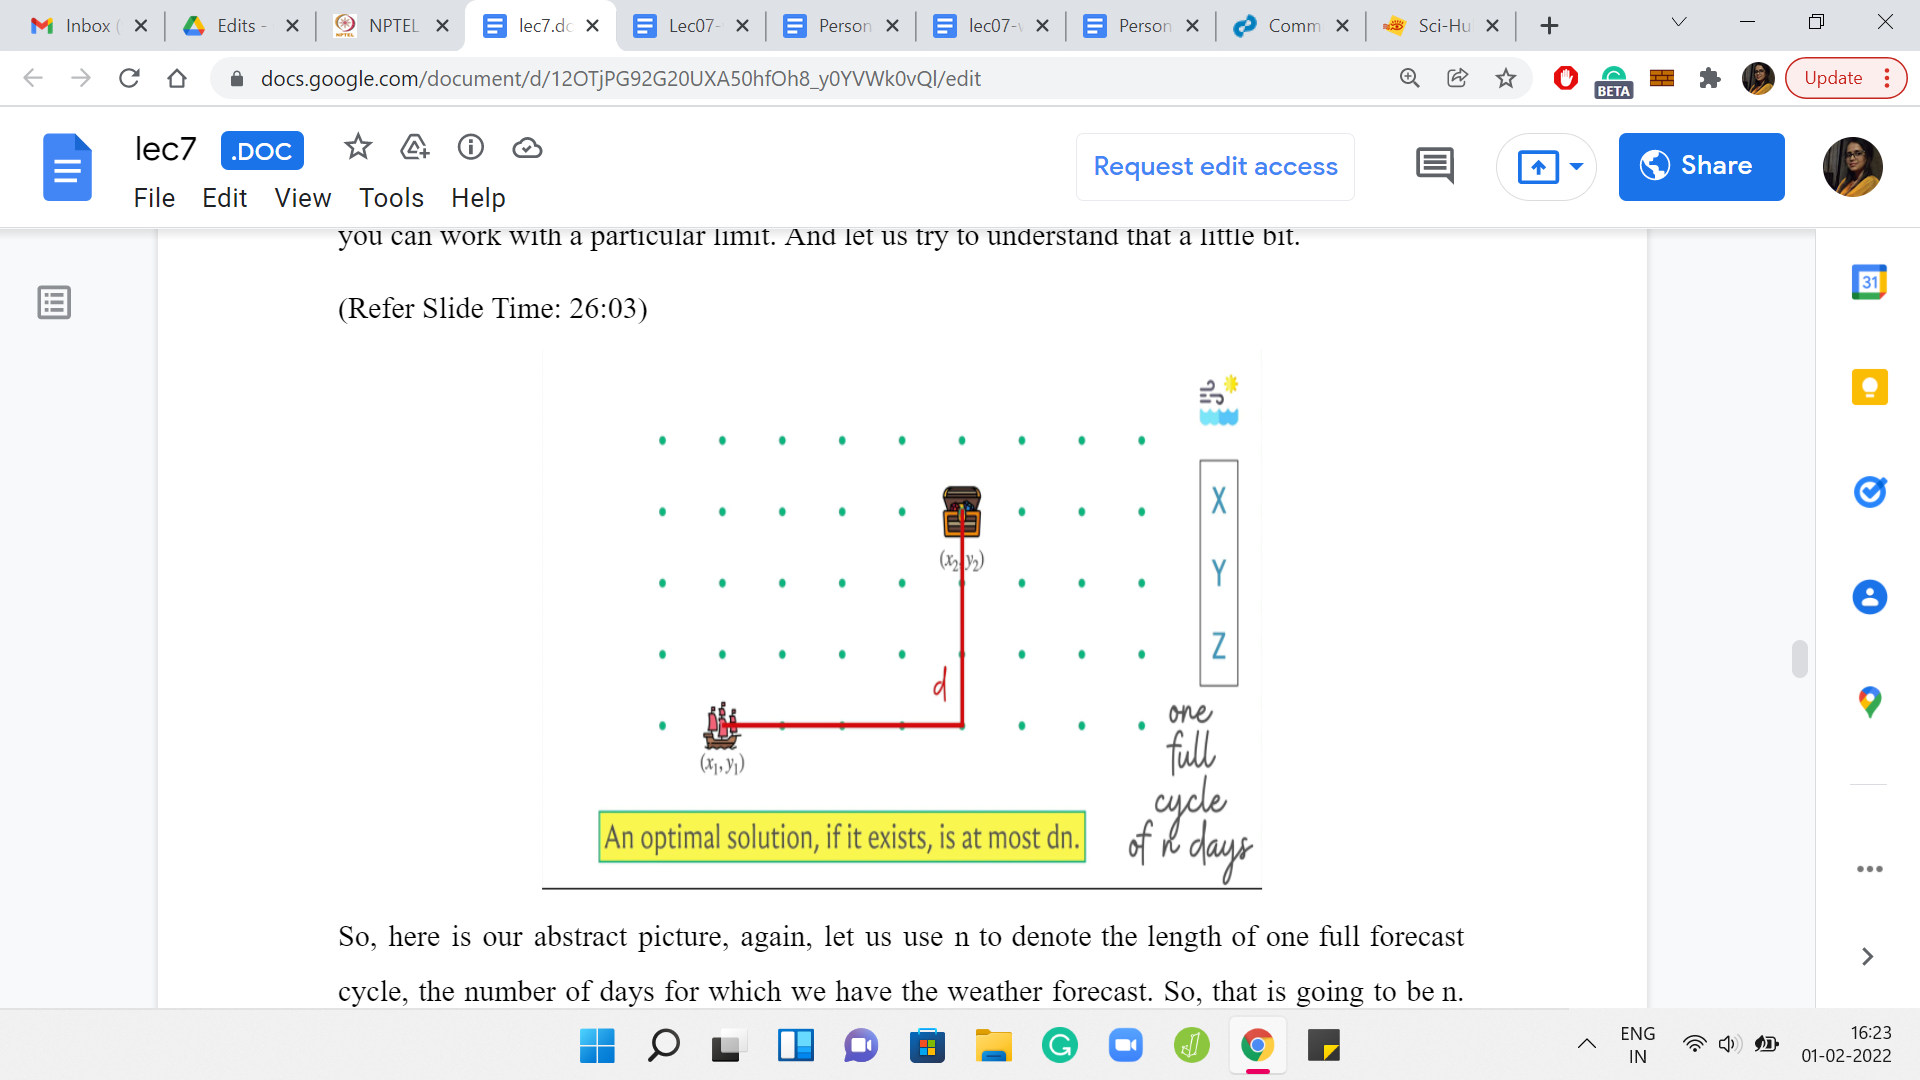 Inbox (
Edits -
NPTEL
lec7.dc
Lec07-
Person
lec07-v
Person
Comm
Sci-Hu
docs.google.com/document/d/12OTjPG92G20UXA50hfOh8_y0YVWk0vQl/edit
BETA
Update
lec7 .DOC
File Edit View Tools Help
Request edit access
Share
you can work with a particular limit. And let us try to understand that a little bit.
(Refer Slide Time: 26:03)
31
(x₂, y₂)
X
Y
Z
d
(x₁, y₁)
one
full
cycle
of n days
An optimal solution, if it exists, is at most dn.
So, here is our abstract picture, again, let us use n to denote the length of one full forecast
cycle, the number of days for which we have the weather forecast. So, that is going to be n.
ENG
IN
16:23
01-02-2022